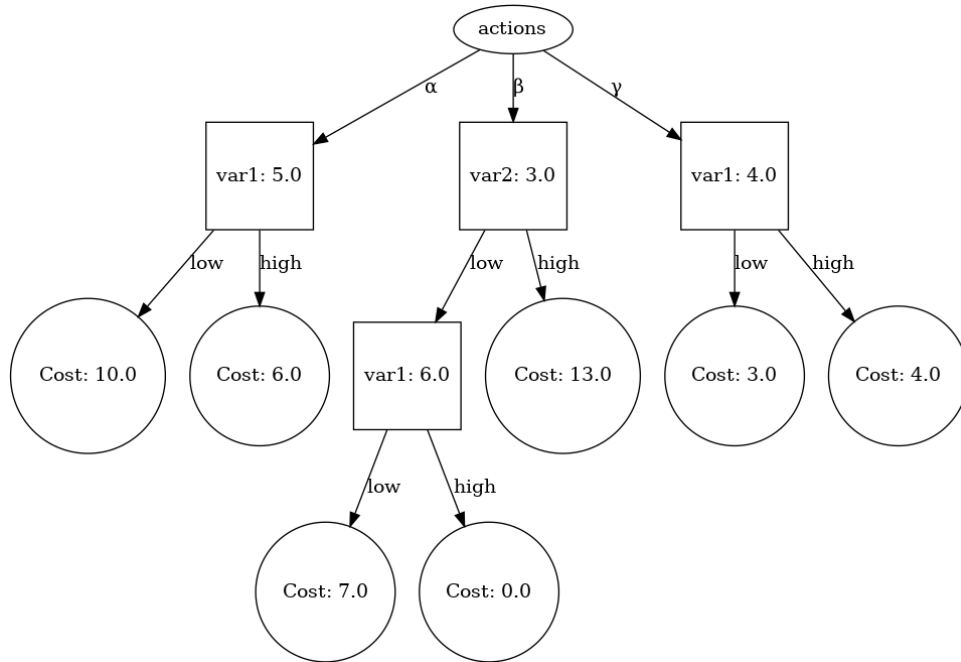 actions
α
β
γ
var1: 5.0
var2: 3.0
var1: 4.0
low
high
low
high
low
high
Cost: 10.0
Cost: 6.0
var1: 6.0
Cost: 13.0
Cost: 3.0
Cost: 4.0
low
high
Cost: 7.0
Cost: 0.0